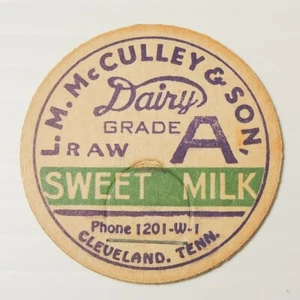 L.M. McCULLEY & SON,
Dairy
GRADE A
RAW
SWEET MILK
Phone 1201-W-1
CLEVELAND, TENN.